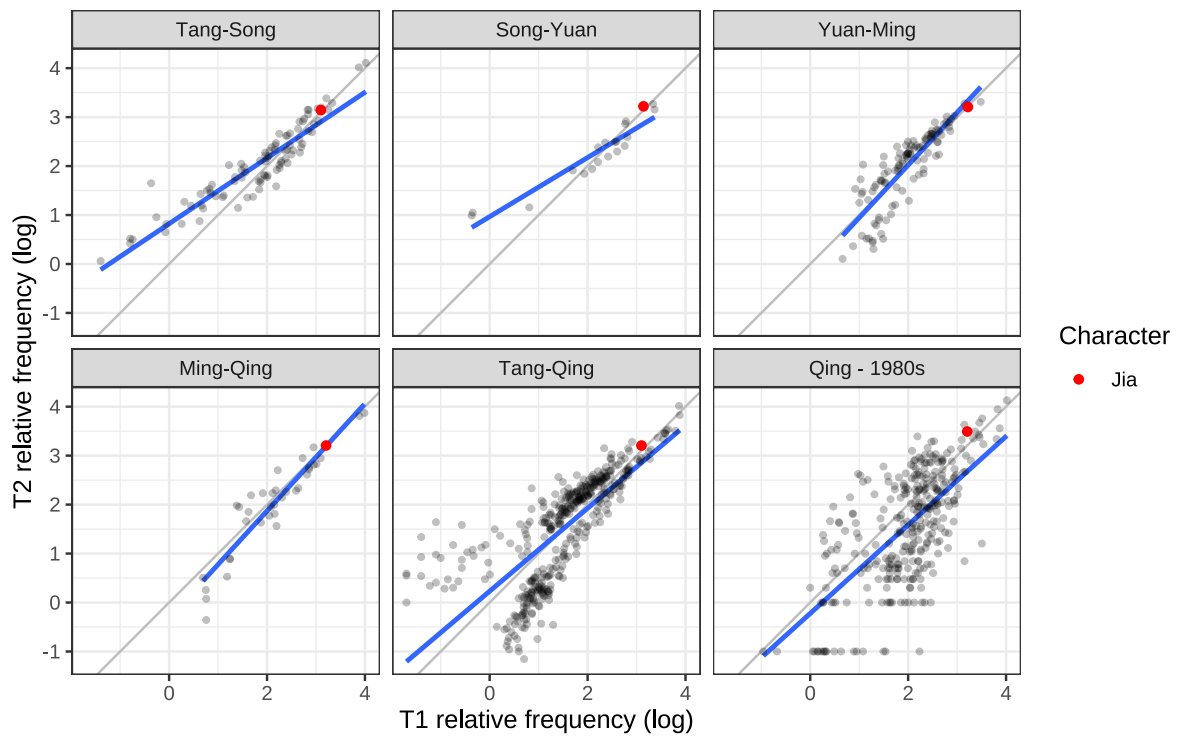 Tang-Song
Song-Yuan
Yuan-Ming
4
3
2
1
0
-1
Ming-Qing
Tang-Qing
Qing - 1980s
4
3
2
1
0
-1
0
2
4
0
2
4
0
2
4
T1 relative frequency (log)
T2 relative frequency (log)
Character
Jia